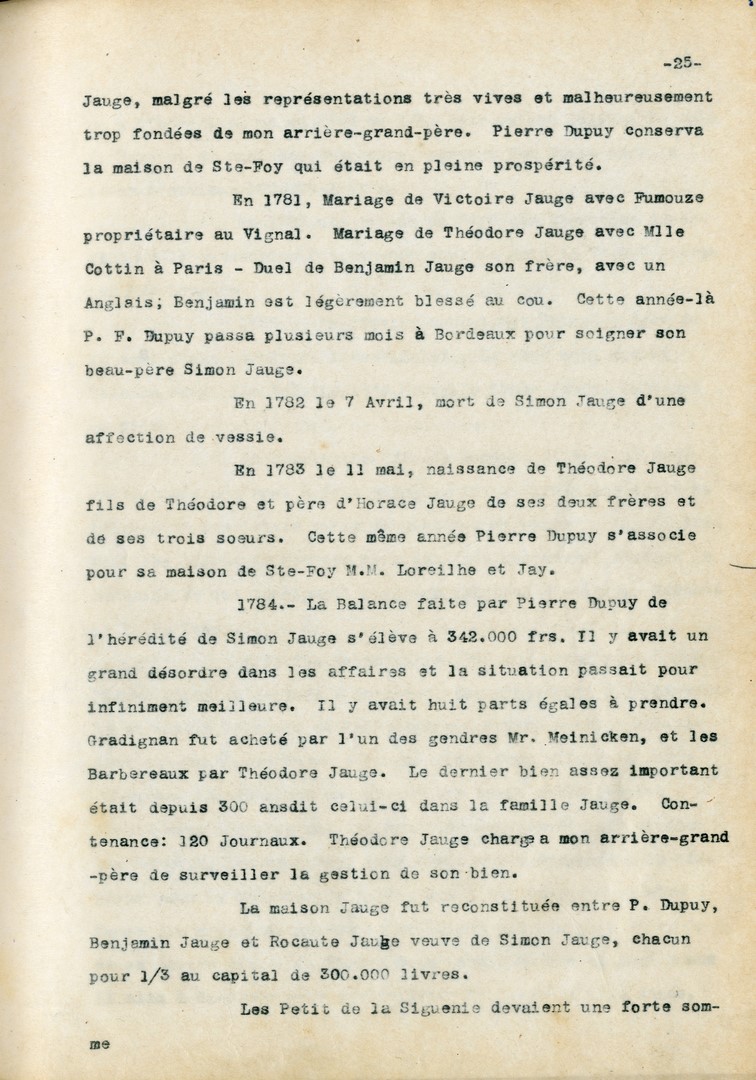 -25-
Jauge, malgré les représentations très vives et malheureusement
trop fondées de mon arrière-grand-père. Pierre Dupuy conserva
la maison de Ste-Foy qui était en pleine prospérité.
En 1781, Mariage de Victoire Jauge avec Fumouze
propriétaire au Vignal. Mariage de Théodore Jauge avec Mlle
Cottin à Paris - Duel de Benjamin Jauge son frère, avec un
Anglais; Benjamin est légèrement blessé au cou. Cette année-là
P. F. Dupuy passa plusieurs mois à Bordeaux pour soigner son
beau-père Simon Jauge.
En 1782 le 7 Avril, mort de Simon Jauge d'une
affection de vessie.
En 1783 le 11 mai, naissance de Théodore Jauge
fils de Théodore et père d'Horace Jauge de ses deux frères et
de ses trois soeurs. Cette même année Pierre Dupuy s'associe
pour sa maison de Ste-Foy M.M. Loreilhe et Jay.
1784.- La Balance faite par Pierre Dupuy de
l'hérédité de Simon Jauge s'élève à 342.000 frs. Il y avait un
grand désordre dans les affaires et la situation passait pour
infiniment meilleure. Il y avait huit parts égales à prendre.
Gradignan fut acheté par l'un des gendres Mr. Meinicken, et les
Barbereaux par Théodore Jauge. Le dernier bien assez important
était depuis 300 ansdit celui-ci dans la famille Jauge. Con-
tenance: 120 Journaux. Théodore Jauge chargea mon arrière-grand
-père de surveiller la gestion de son bien.
La maison Jauge fut reconstituée entre P. Dupuy,
Benjamin Jauge et Rocaute Jauge veuve de Simon Jauge, chacun
pour 1/3 au capital de 300.000 livres.
Les Petit de la Siguenie devaient une forte som-
me